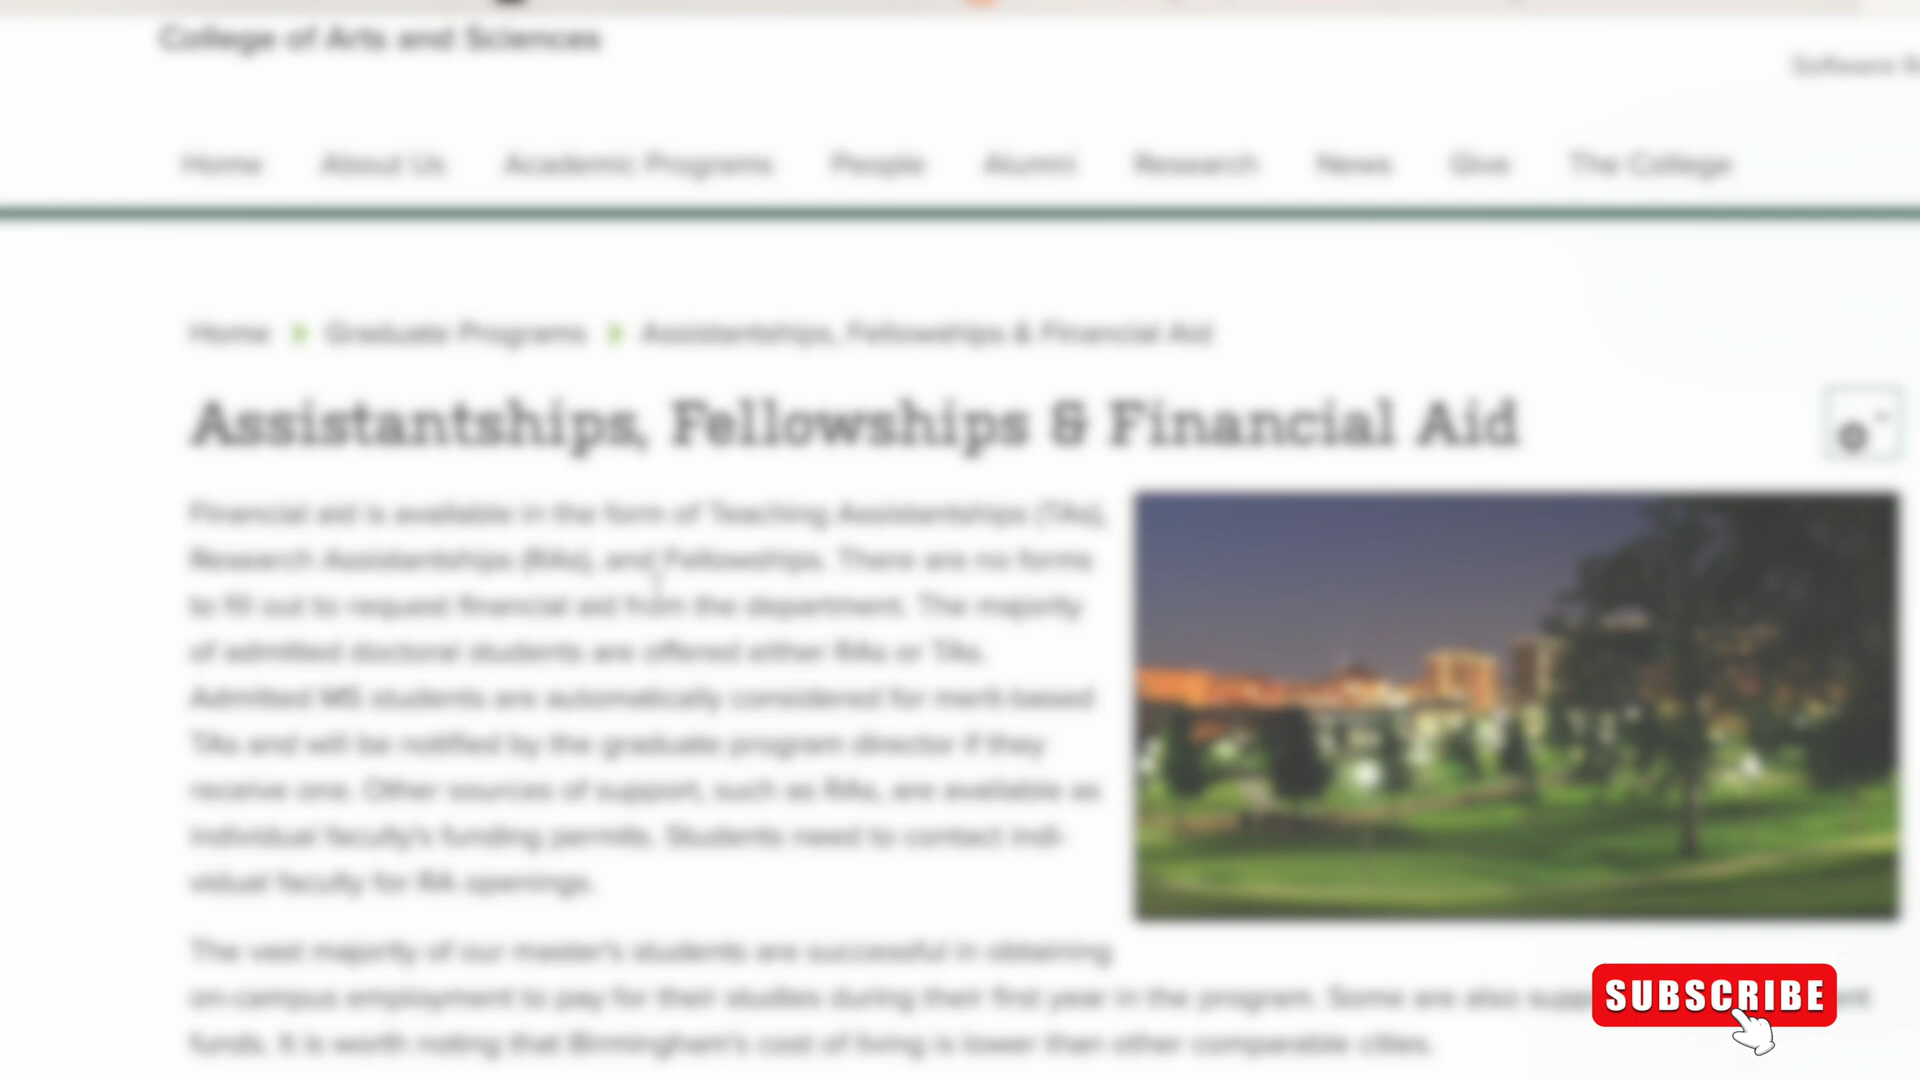 College of Arts and Sciences
Software
Home About Us Academic Programs People Alumni Research News Give The College
Home Graduate Programs Assistantships, Fellowships & Financial Aid
Assistantships, Fellowships & Financial Aid
Financial aid is available in the form of Teaching Assistantships (TAs),
Research Assistantships (RAs), and Fellowships. There are no forms
to fill out to request financial aid from the department. The majority
of admitted doctoral students are offered either RAs or TAs.
Admitted MS students are automatically considered for merit-based
TAs and will be notified by the graduate program director if they
receive one. Other sources of support, such as RAs, are available as
individual faculty's funding permits. Students need to contact indi-
vidual faculty for RA openings.
The vast majority of our master's students are successful in obtaining
on-campus employment to pay for their studies during their first year in the program. Some are also
funds. It is worth noting that Birmingham's cost of living is lower than other comparable cities.
SUBSCRIBE